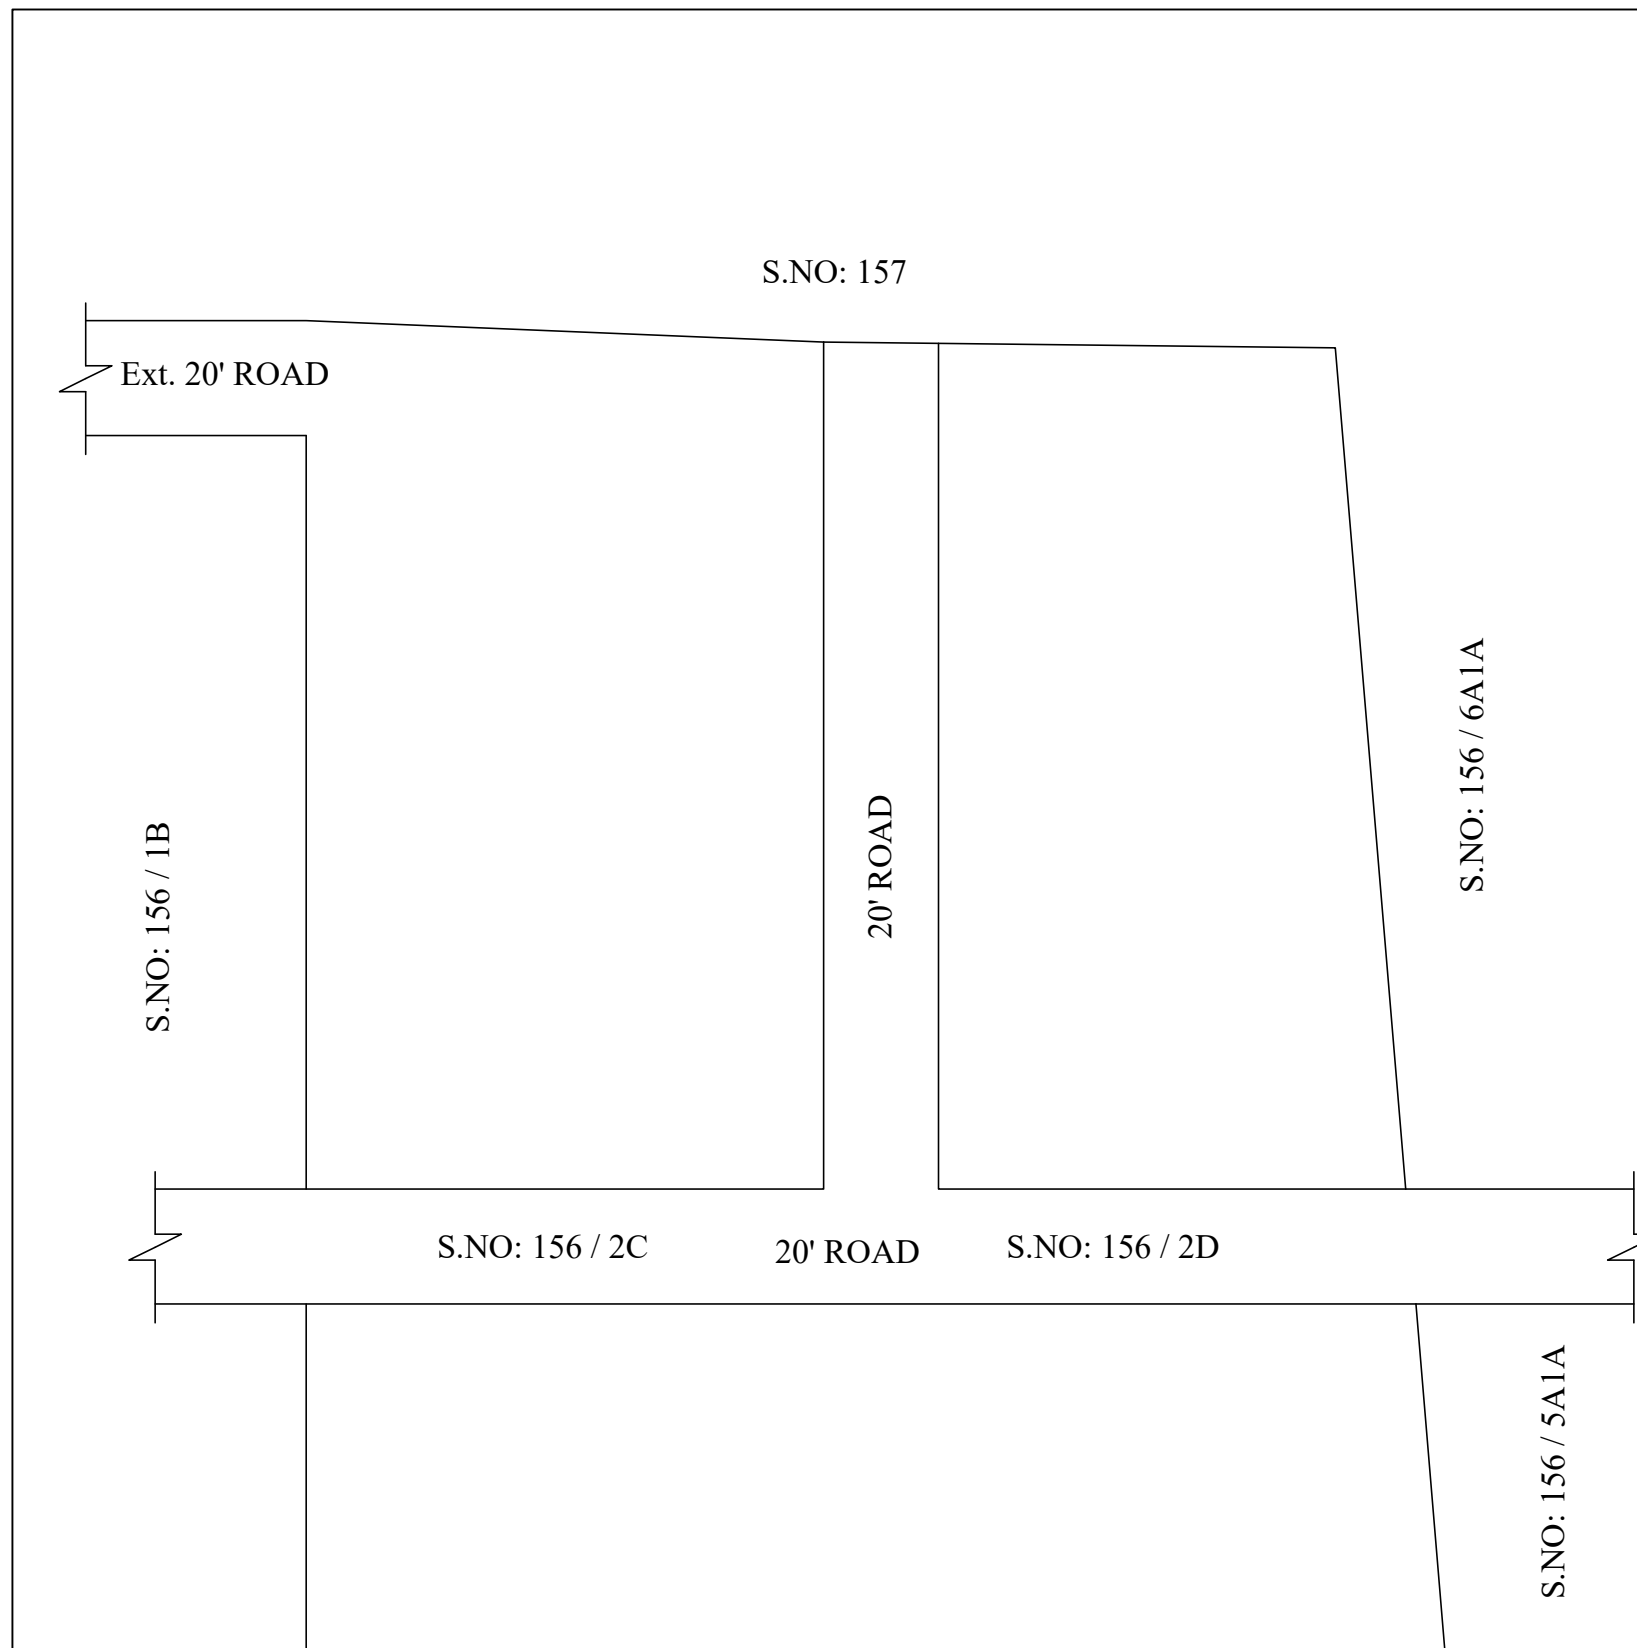 S.NO: 157
Ext. 20' ROAD
S.NO: 156 / 6A1A
20' ROAD
S.NO: 156 / 1B
S.NO: 156 / 2C
20' ROAD
S.NO: 156 / 2D
S.NO: 156 / 5A1A